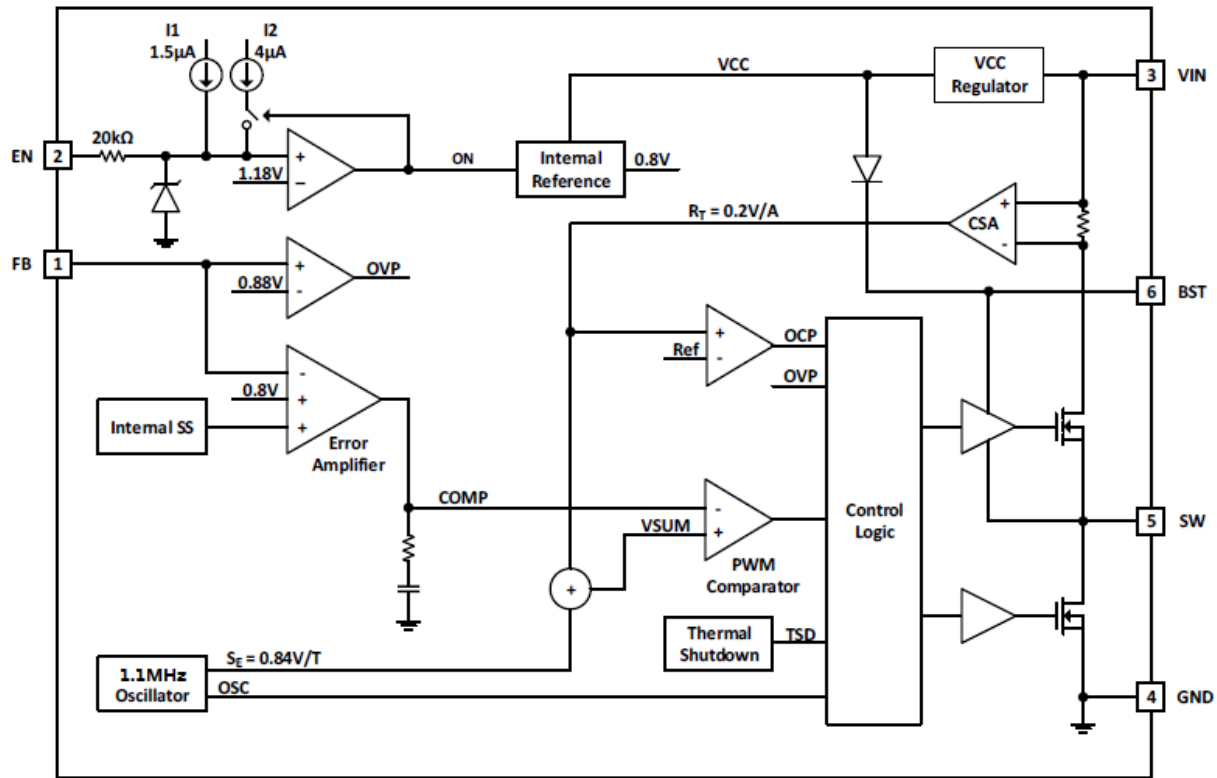 I1
1.5µA
I2
4µA
VCC
VCC
Regulator
3
VIN
20kΩ
EN
2
+
1.18V
−
ON
Internal
Reference
0.8V
R_T = 0.2V/A
CSA
+
-
FB
1
+
0.88V
-
OVP
6
BST
Ref
+
-
OCP
OVP
-
0.8V
+
+
Internal SS
Error
Amplifier
COMP
VSUM
-
+
PWM
Comparator
Control
Logic
5
SW
+
Thermal
Shutdown
TSD
S_E = 0.84V/T
1.1MHz
Oscillator
OSC
4
GND